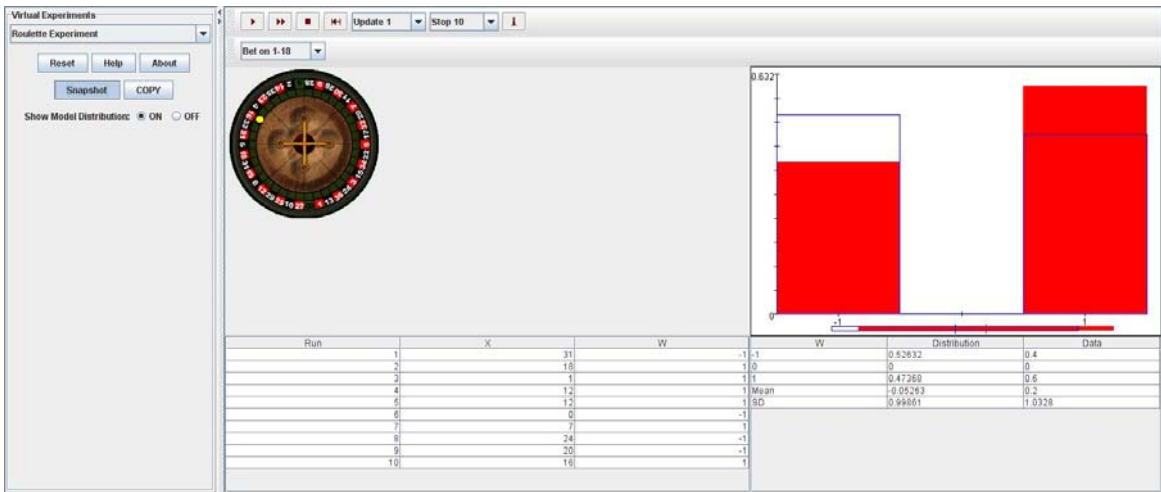 Virtual Experiments
Roulette Experiment
Reset Help About
Snapshot COPY
Show Model Distribution: ON OFF
Update 1 Stop 10
Bet on 1-18
0.632
0
-1 1
Run X W
1 31 -1
2 18 1
3 1 1
4 12 1
5 12 1
6 0 -1
7 7 1
8 24 -1
9 20 -1
10 16 1
W Distribution Data
-1 0.52632 0.4
0 0 0
1 0.47368 0.6
Mean -0.05263 0.2
SD 0.99861 1.0328